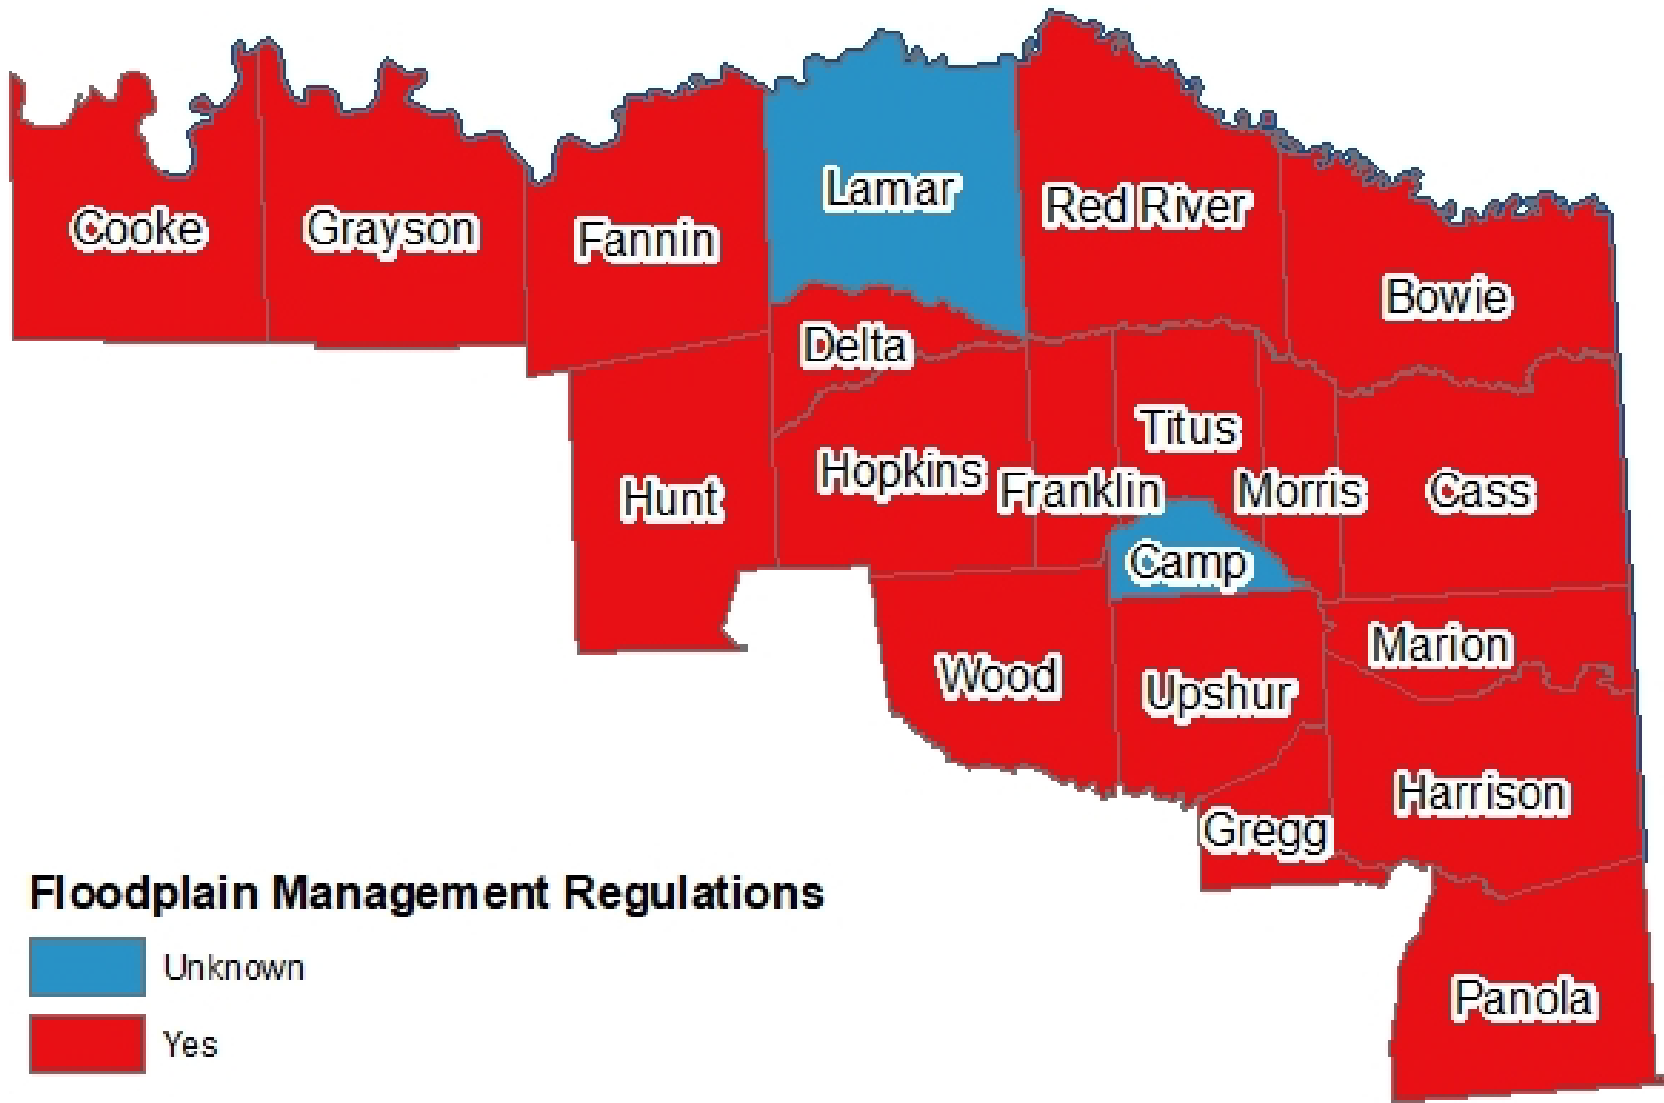 Lamar
Red River
Cooke
Grayson
Fannin
Bowie
Delta
Titus
Hopkins
Franklin
Morris
Cass
Hunt
Camp
Marion
Wood
Upshur
Harrison
Gregg
Panola
Floodplain Management Regulations
Unknown
Yes